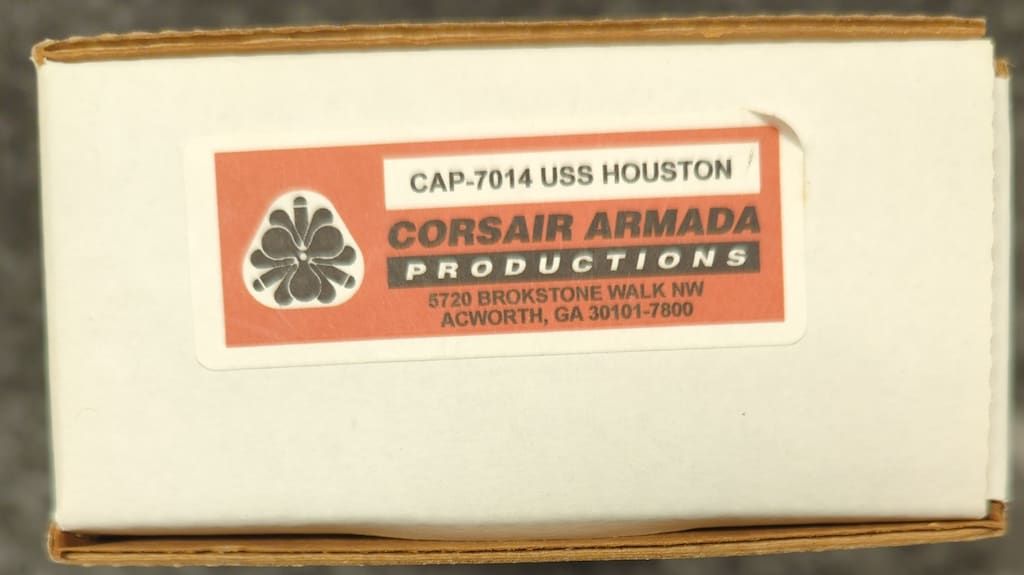 CAP-7014 USS HOUSTON
CORSAIR ARMADA
PRODUCTIONS
5720 BROKSTONE WALK NW
ACWORTH, GA 30101-7800